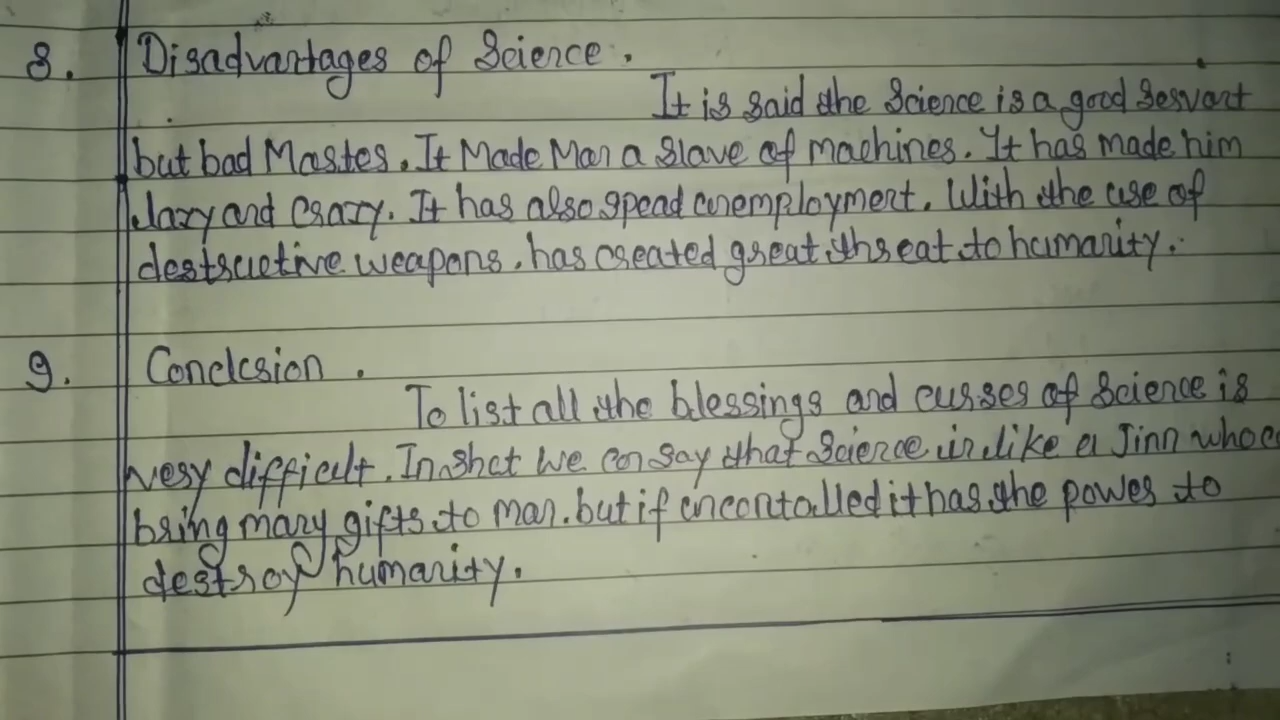 8. Disadvantages of Science.
It is said the Science is a good Servant
but bad Master. It Made Man a Slave of machines. It has made him
lazy and Crazy. It has also spead unemployment. With the use of
destructive weapons, has created great threat to humanity.
9. Conclcsion.
To list all the blessings and curses of Science is
very difficult. In shct we can say that Science is like a Jinn who
bring many gifts to man. but if uncontalled it has the power to
destroy humanity.